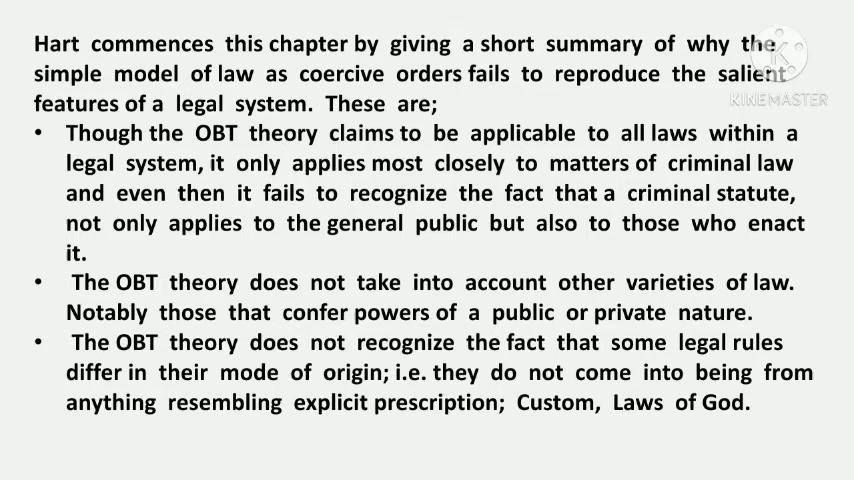 Hart commences this chapter by giving a short summary of why the
simple model of law as coercive orders fails to reproduce the salient
features of a legal system. These are;
• Though the OBT theory claims to be applicable to all laws within a
legal system, it only applies most closely to matters of criminal law
and even then it fails to recognize the fact that a criminal statute,
not only applies to the general public but also to those who enact
it.
• The OBT theory does not take into account other varieties of law.
Notably those that confer powers of a public or private nature.
• The OBT theory does not recognize the fact that some legal rules
differ in their mode of origin; i.e. they do not come into being from
anything resembling explicit prescription; Custom, Laws of God.
KINEMASTER